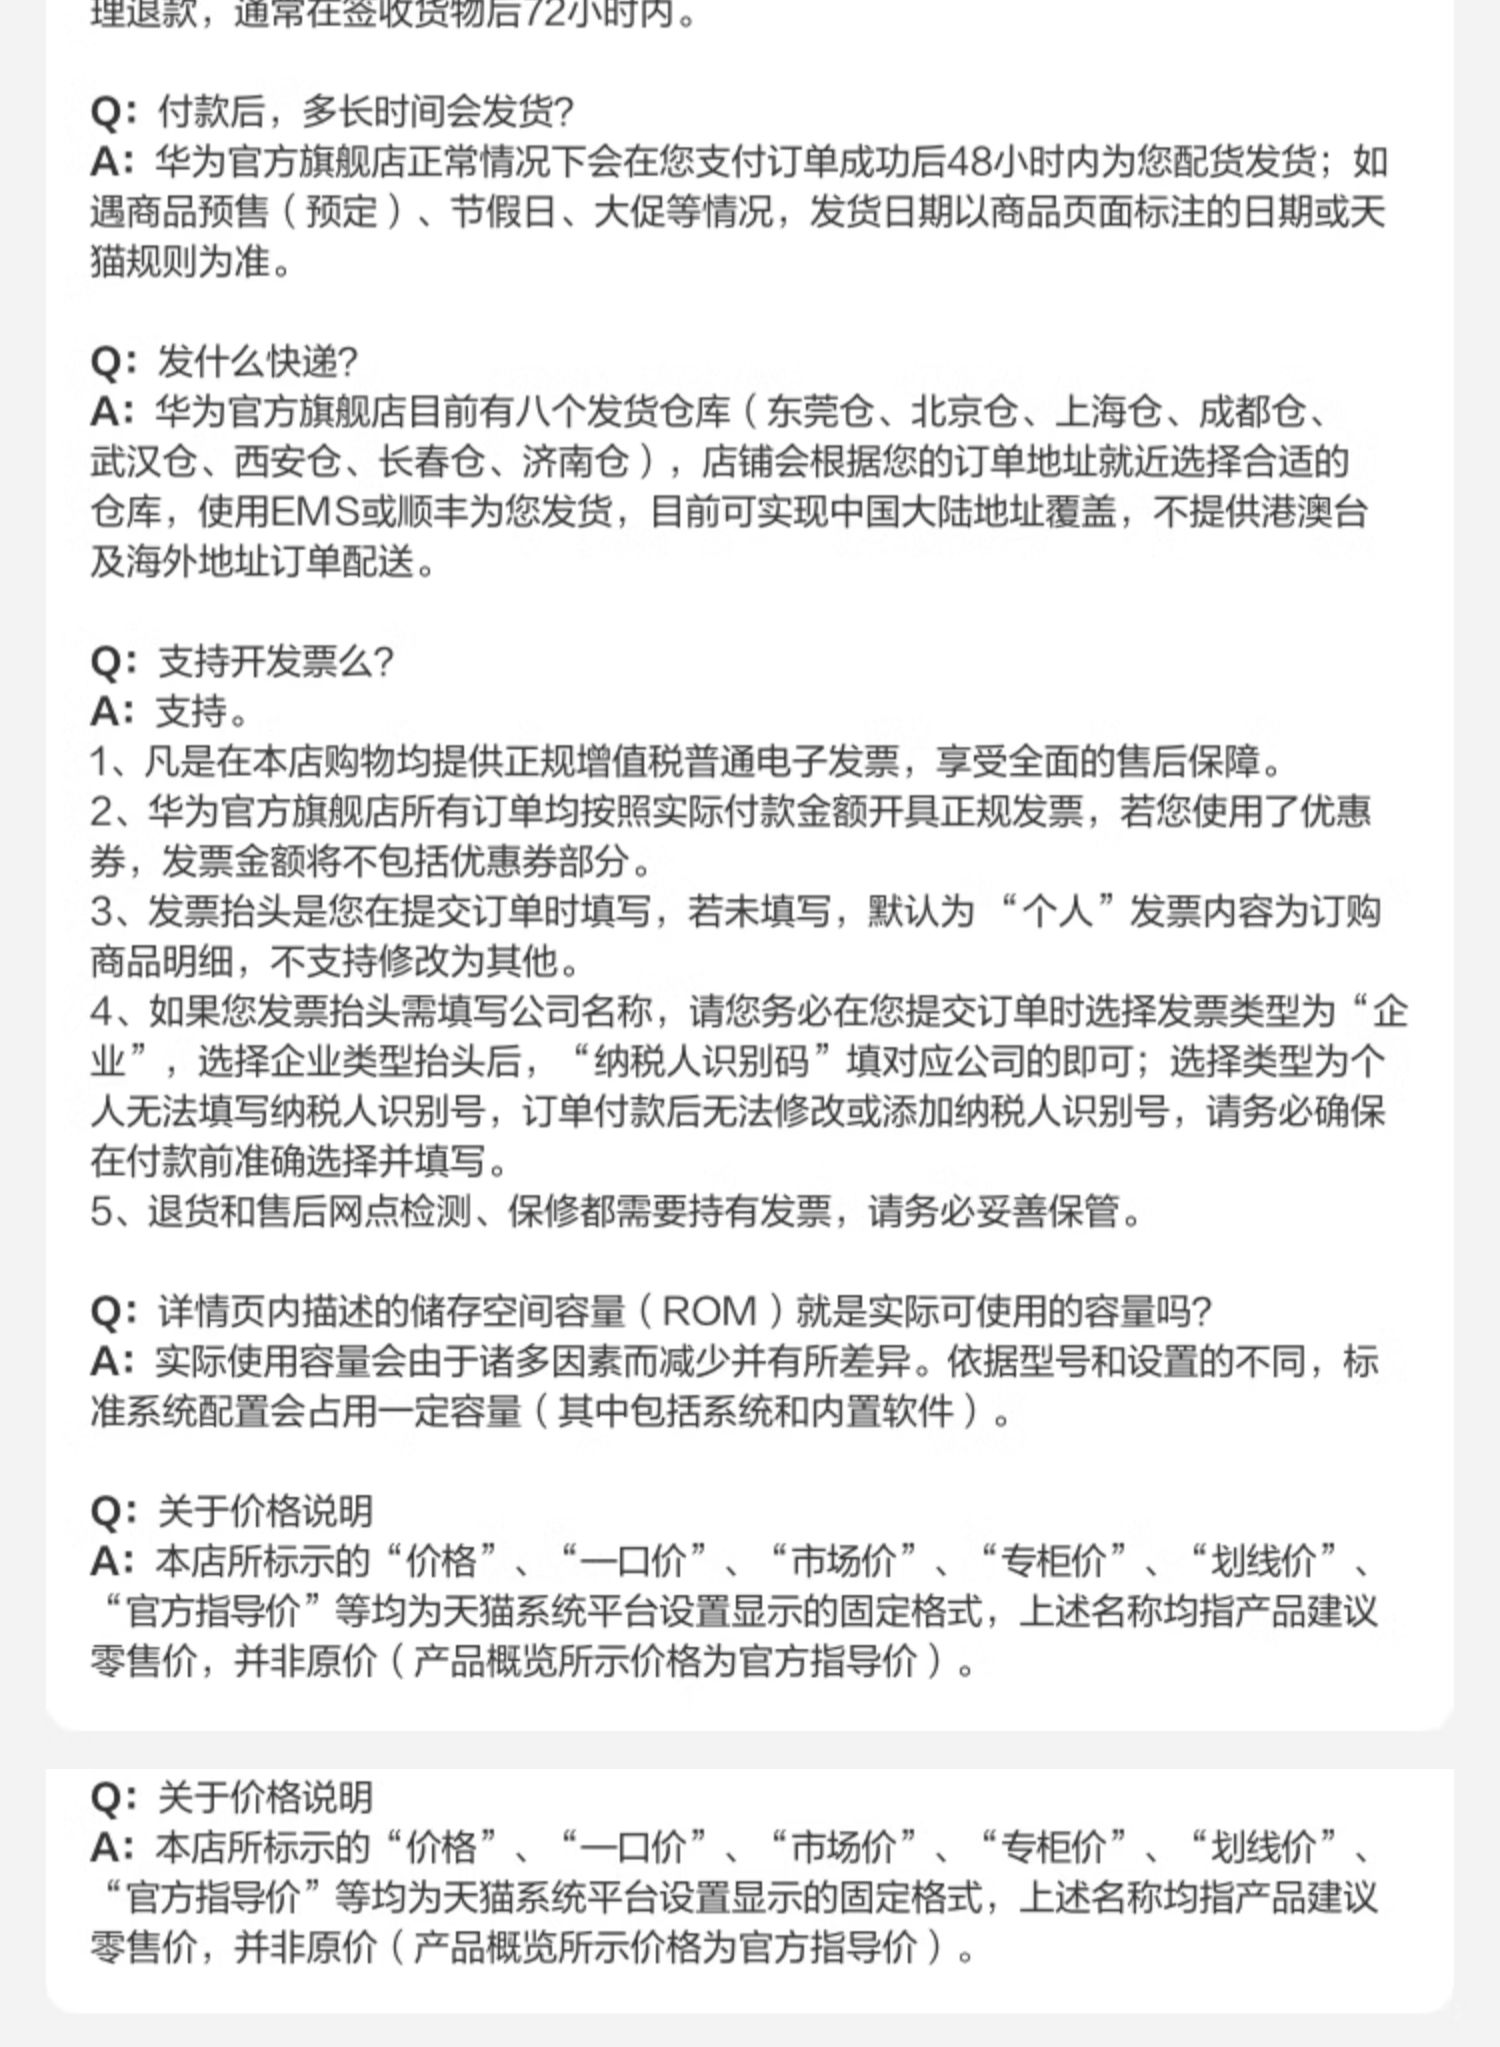 理退款，通常在签收货物后72小时内。
Q：付款后，多长时间会发货？
A：华为官方旗舰店正常情况下会在您支付订单成功后48小时内为您配货发货；如
遇商品预售（预定）、节假日、大促等情况，发货日期以商品页面标注的日期或天
猫规则为准。
Q：发什么快递？
A：华为官方旗舰店目前有八个发货仓库（东莞仓、北京仓、上海仓、成都仓、
武汉仓、西安仓、长春仓、济南仓），店铺会根据您的订单地址就近选择合适的
仓库，使用EMS或顺丰为您发货，目前可实现中国大陆地址覆盖，不提供港澳台
及海外地址订单配送。
Q：支持开发票么？
A：支持。
1、凡是在本店购物均提供正规增值税普通电子发票，享受全面的售后保障。
2、华为官方旗舰店所有订单均按照实际付款金额开具正规发票，若您使用了优惠
券，发票金额将不包括优惠券部分。
3、发票抬头是您在提交订单时填写，若未填写，默认为“个人”发票内容为订购
商品明细，不支持修改为其他。
4、如果您发票抬头需填写公司名称，请您务必在您提交订单时选择发票类型为“企
业”，选择企业类型抬头后，“纳税人识别码”填对应公司的即可；选择类型为个
人无法填写纳税人识别号，订单付款后无法修改或添加纳税人识别号，请务必确保
在付款前准确选择并填写。
5、退货和售后网点检测、保修都需要持有发票，请务必妥善保管。
Q：详情页内描述的储存空间容量（ROM）就是实际可使用的容量吗？
A：实际使用容量会由于诸多因素而减少并有所差异。依据型号和设置的不同，标
准系统配置会占用一定容量（其中包括系统和内置软件）。
Q：关于价格说明
A：本店所标示的“价格”、“一口价”、“市场价”、“专柜价”、“划线价”、
“官方指导价”等均为天猫系统平台设置显示的固定格式，上述名称均指产品建议
零售价，并非原价（产品概览所示价格为官方指导价）。
Q：关于价格说明
A：本店所标示的“价格”、“一口价”、“市场价”、“专柜价”、“划线价”、
“官方指导价”等均为天猫系统平台设置显示的固定格式，上述名称均指产品建议
零售价，并非原价（产品概览所示价格为官方指导价）。